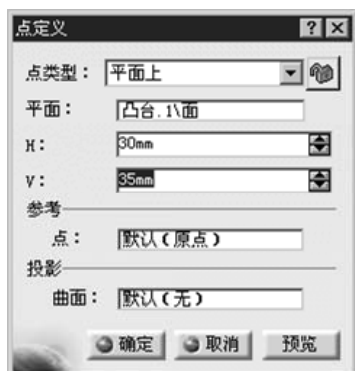 点定义
点类型： 平面上
平面： 凸台.1\面
H： 30mm
V： 35mm
参考
点： 默认(原点)
投影
曲面： 默认(无)
确定 取消 预览